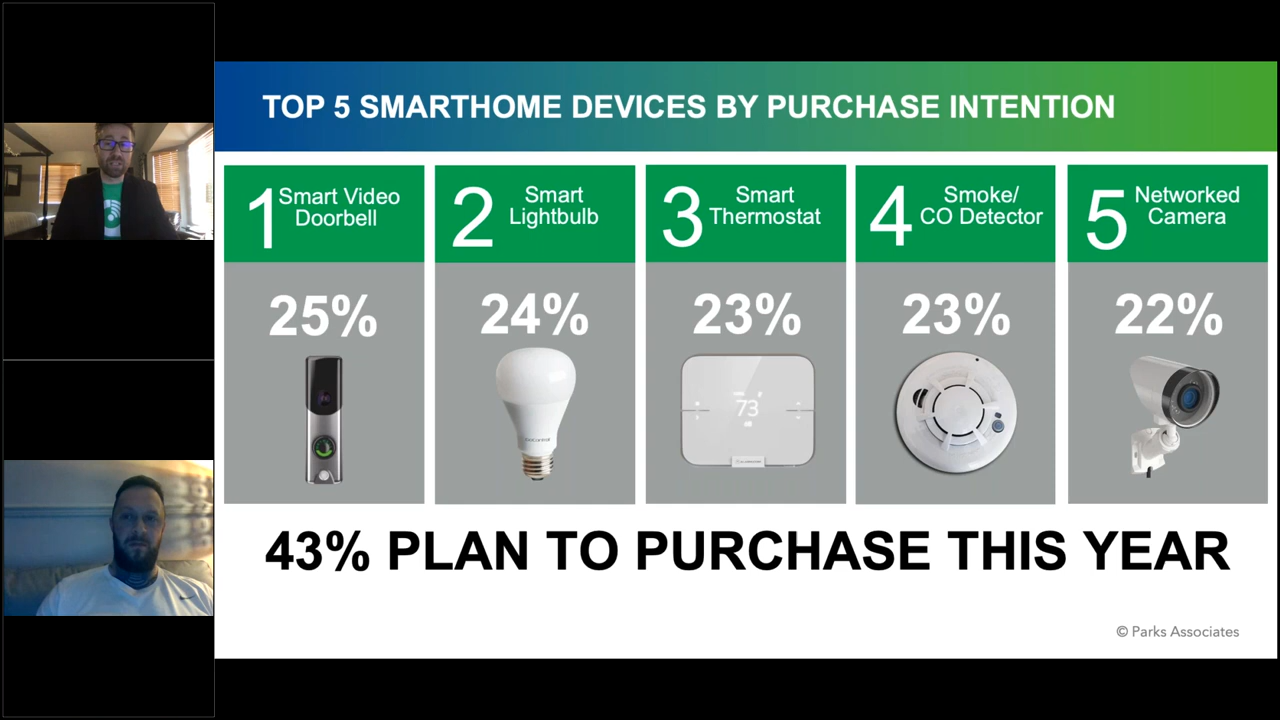 TOP 5 SMARTHOME DEVICES BY PURCHASE INTENTION
1 Smart Video
Doorbell
25%
2 Smart
Lightbulb
24%
3 Smart
Thermostat
23%
73
4 Smoke/
CO Detector
23%
5 Networked
Camera
22%
43% PLAN TO PURCHASE THIS YEAR
© Parks Associates